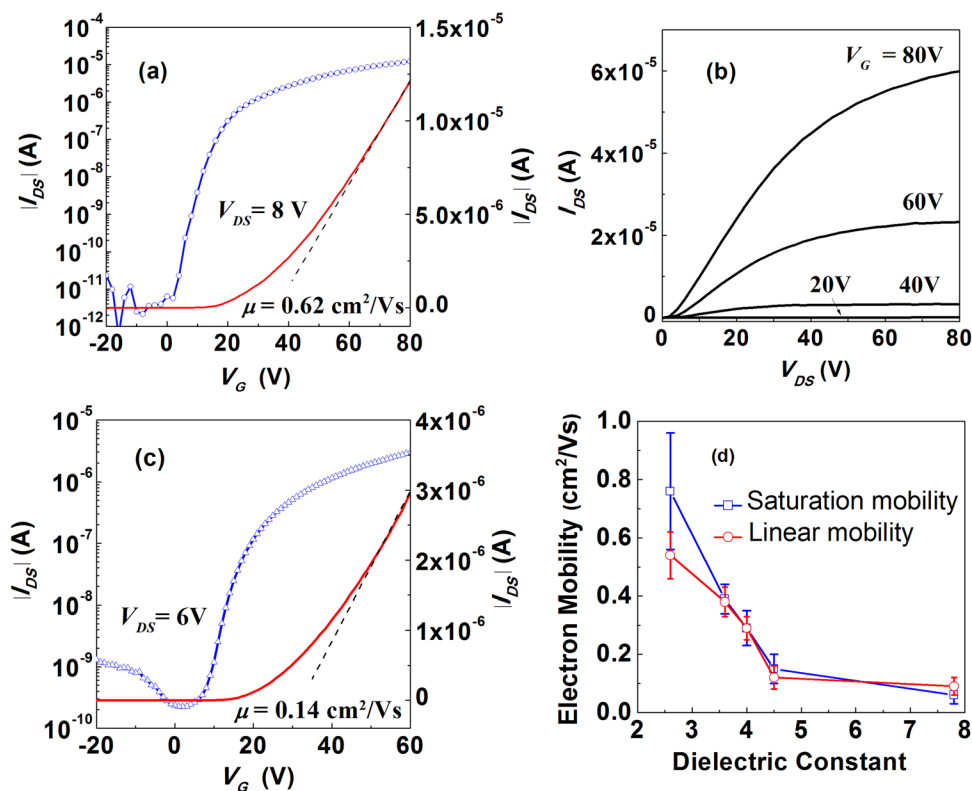 (a)
|I_DS| (A)
10^-4
10^-5
10^-6
10^-7
10^-8
10^-9
10^-10
10^-11
10^-12
1.5x10^-5
1.0x10^-5
5.0x10^-6
0.0
|I_DS| (A)
V_DS = 8 V
μ = 0.62 cm²/Vs
-20 0 20 40 60 80
V_G (V)
(b)
I_DS (A)
6x10^-5
4x10^-5
2x10^-5
0
V_G = 80V
60V
20V 40V
0 20 40 60 80
V_DS (V)
(c)
|I_DS| (A)
10^-5
10^-6
10^-7
10^-8
10^-9
10^-10
4x10^-6
3x10^-6
2x10^-6
1x10^-6
0
|I_DS| (A)
V_DS = 6V
μ = 0.14 cm²/Vs
-20 0 20 40 60
V_G (V)
(d)
Electron Mobility (cm²/Vs)
1.0
0.8
0.6
0.4
0.2
0.0
Saturation mobility
Linear mobility
2 3 4 5 6 7 8
Dielectric Constant